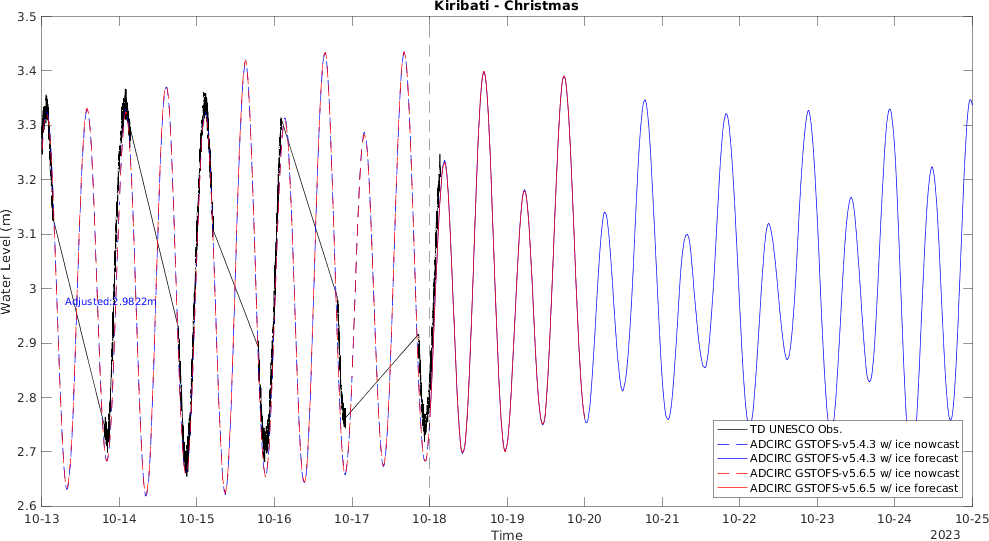 Kiribati - Christmas
3.5
3.4
3.3
3.2
3.1
3
2.9
2.8
2.7
2.6
Water Level (m)
Adjusted:2.9822m
TD UNESCO Obs.
ADCIRC GSTOFS-v5.4.3 w/ ice nowcast
ADCIRC GSTOFS-v5.4.3 w/ ice forecast
ADCIRC GSTOFS-v5.6.5 w/ ice nowcast
ADCIRC GSTOFS-v5.6.5 w/ ice forecast
10-13 10-14 10-15 10-16 10-17 10-18 10-19 10-20 10-21 10-22 10-23 10-24 10-25
Time
2023